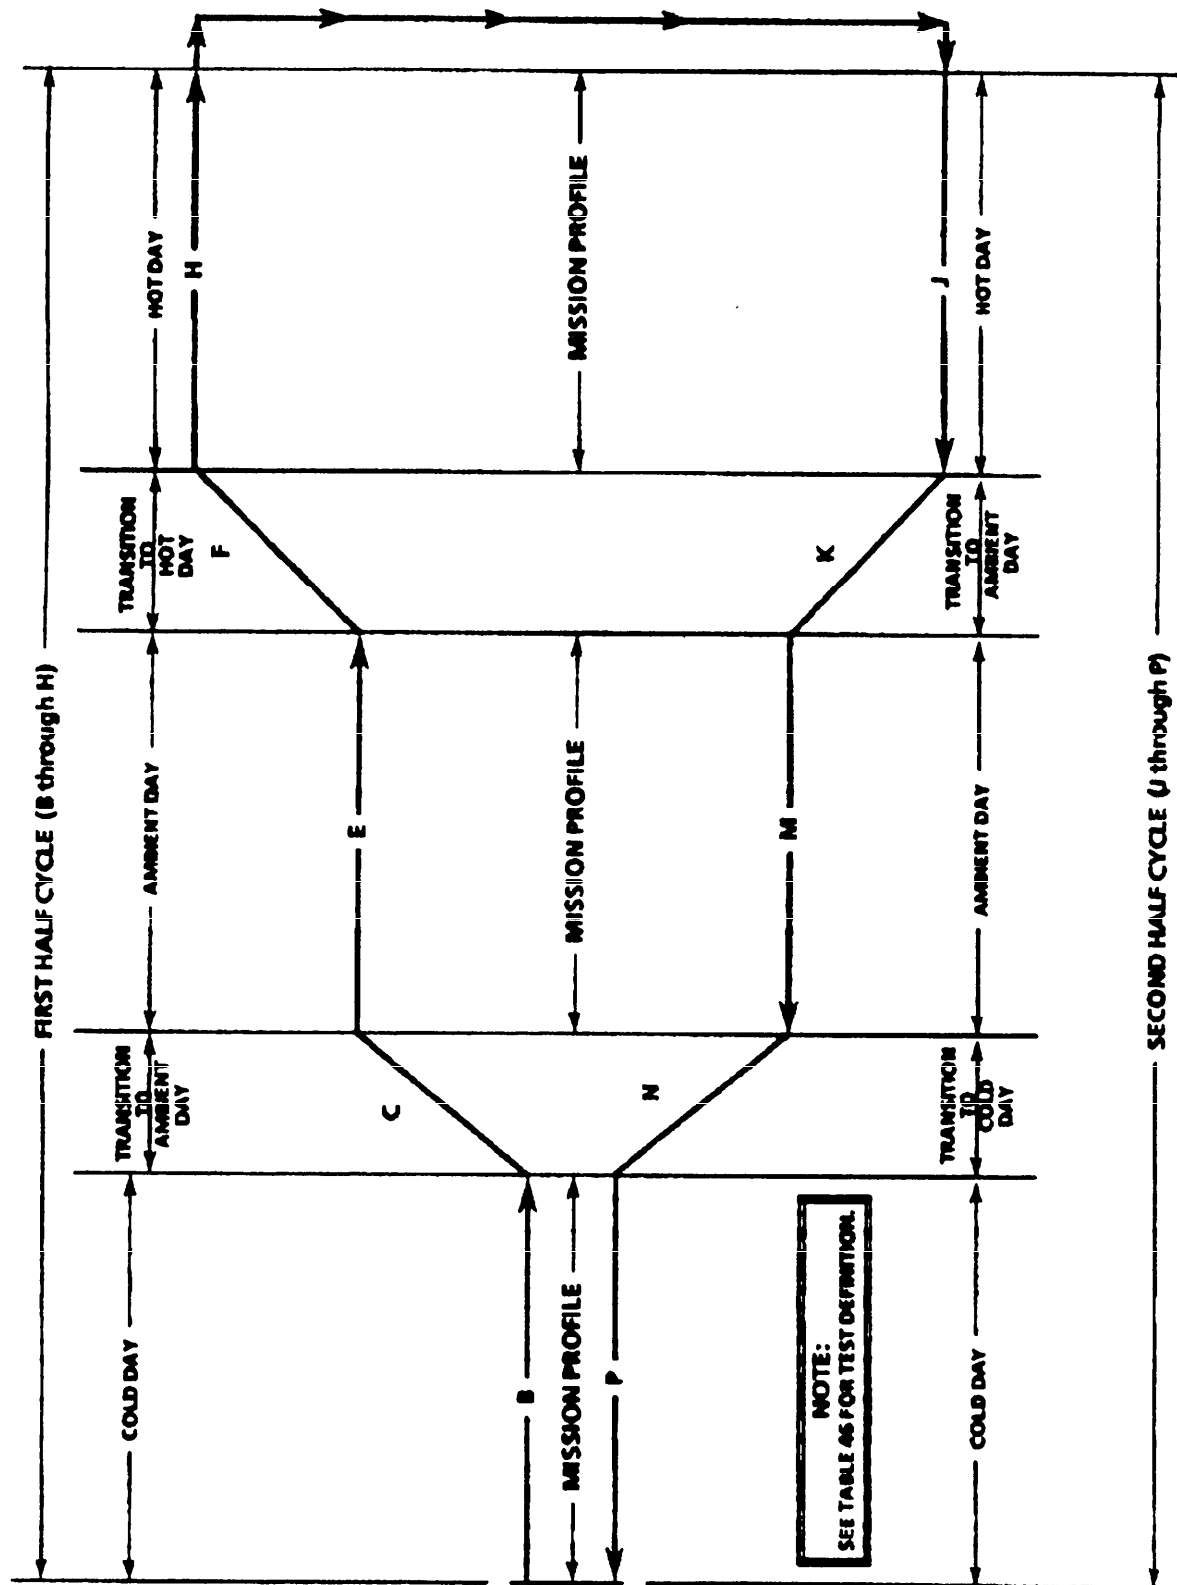 FIRST HALF CYCLE (B through H)
COLD DAY
TRANSITION
TO
AMBIENT
DAY
AMBIENT DAY
TRANSITION
TO
HOT
DAY
HOT DAY
B
C
E
F
H
MISSION PROFILE
MISSION PROFILE
MISSION PROFILE
P
N
M
K
J
NOTE:
SEE TABLE 46 FOR TEST DEFINITION.
COLD DAY
TRANSITION
TO
COLD
DAY
AMBIENT DAY
TRANSITION
TO
AMBIENT
DAY
HOT DAY
SECOND HALF CYCLE (J through P)